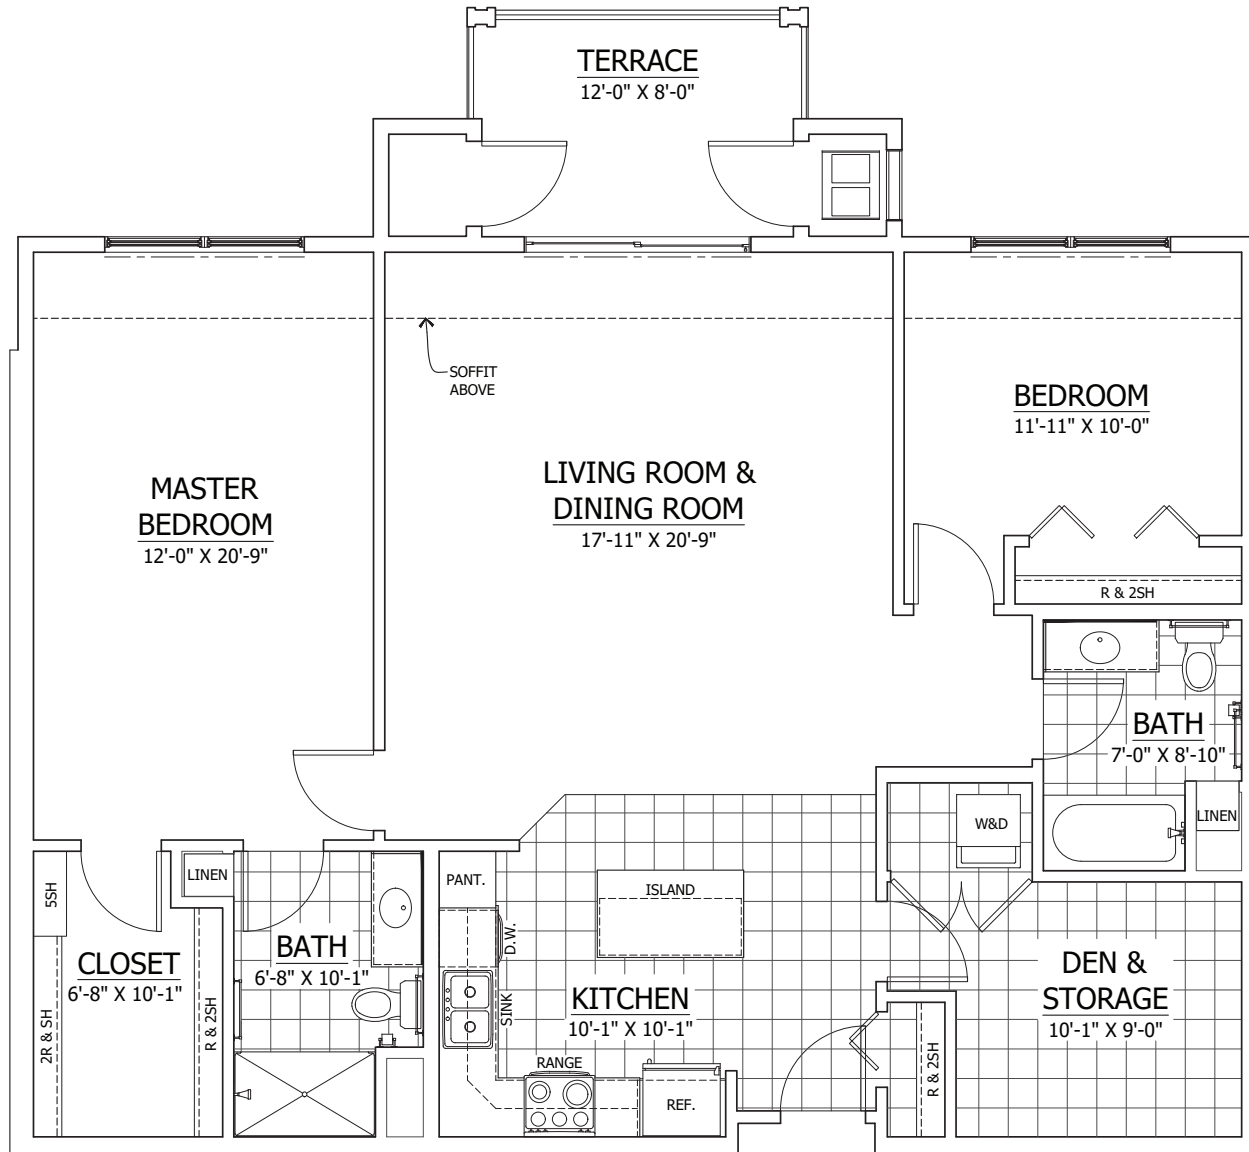 TERRACE
12'-0" X 8'-0"
SOFFIT
ABOVE
BEDROOM
11'-11" X 10'-0"
MASTER
BEDROOM
12'-0" X 20'-9"
LIVING ROOM &
DINING ROOM
17'-11" X 20'-9"
R & 2SH
BATH
7'-0" X 8'-10"
LINEN
W&D
LINEN
5SH
PANT.
ISLAND
D.W.
BATH
6'-8" X 10'-1"
CLOSET
6'-8" X 10'-1"
2R & SH
R & 2SH
SINK
KITCHEN
10'-1" X 10'-1"
DEN &
STORAGE
10'-1" X 9'-0"
RANGE
REF.
R & 2SH